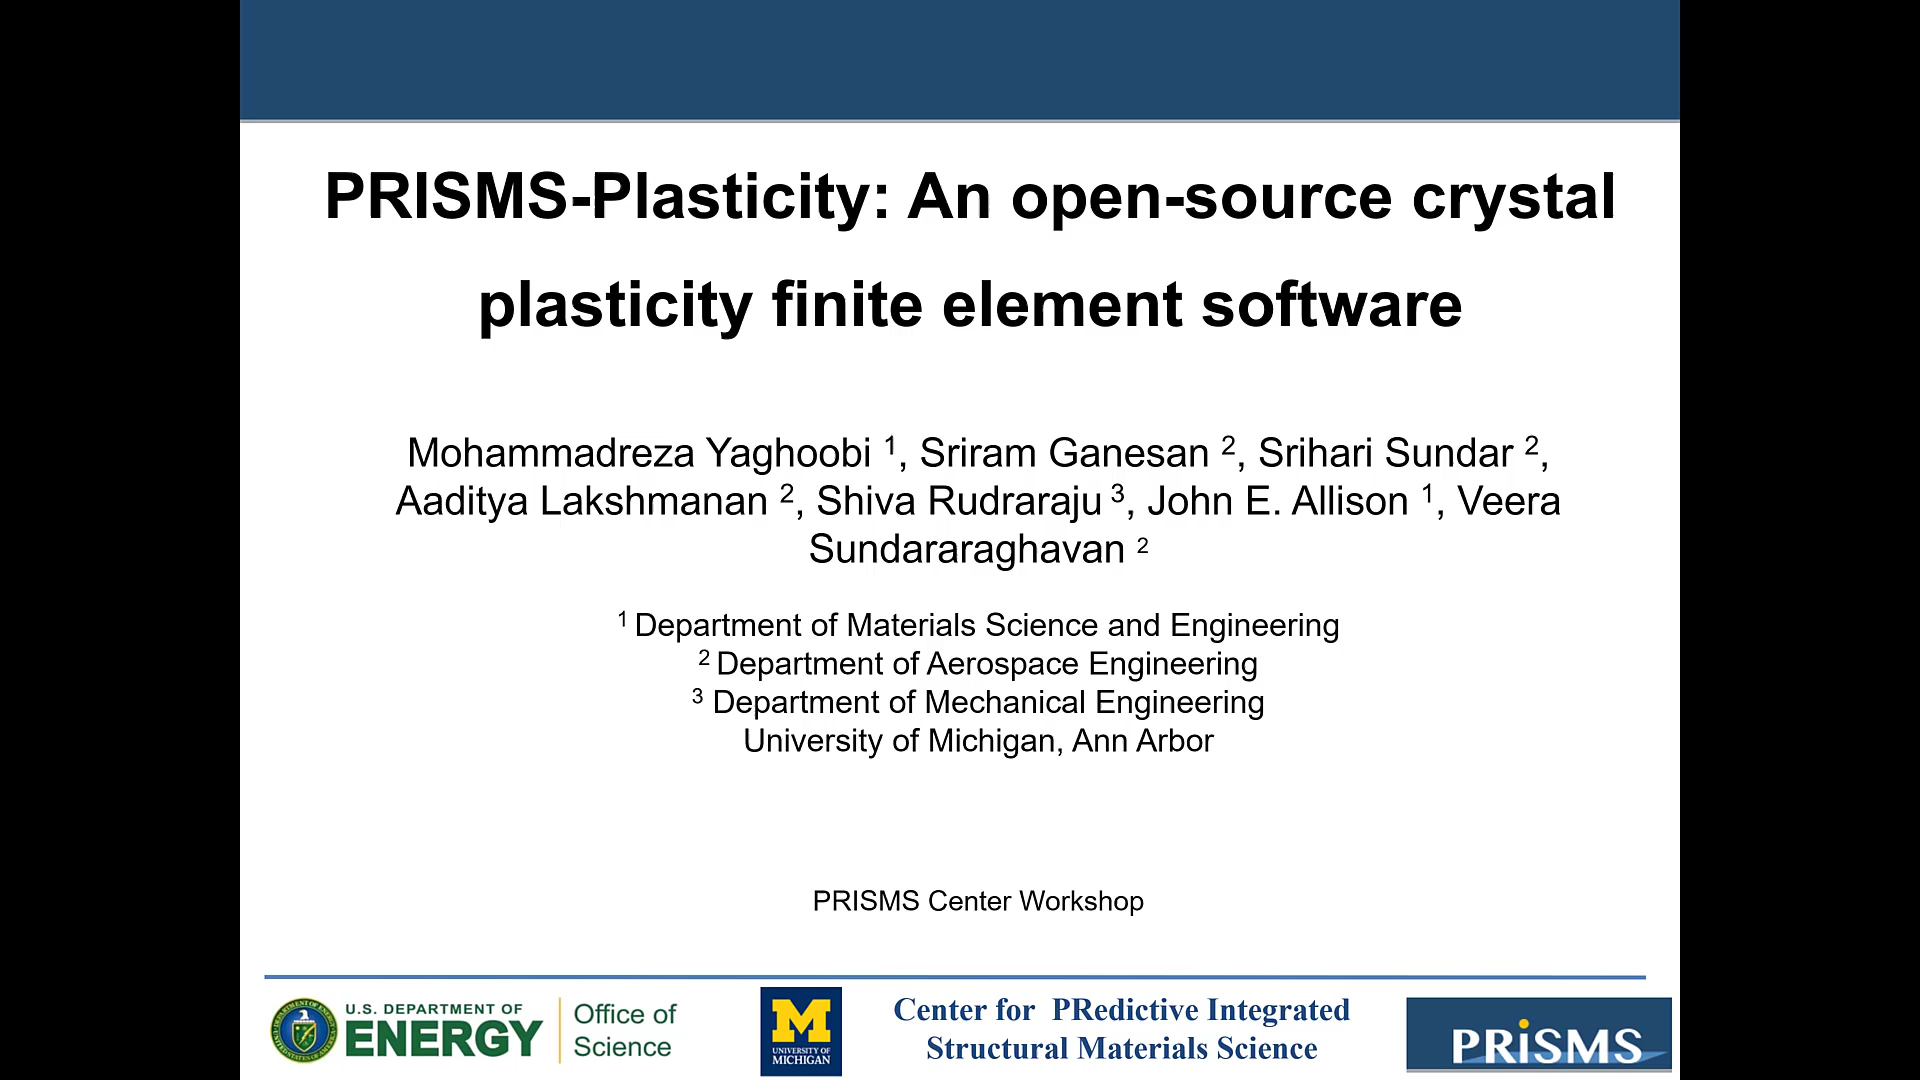 PRISMS-Plasticity: An open-source crystal
plasticity finite element software
Mohammadreza Yaghoobi ¹, Sriram Ganesan ², Srihari Sundar ²,
Aaditya Lakshmanan ², Shiva Rudraraju ³, John E. Allison ¹, Veera
Sundararaghavan ²
¹ Department of Materials Science and Engineering
² Department of Aerospace Engineering
³ Department of Mechanical Engineering
University of Michigan, Ann Arbor
PRISMS Center Workshop
U.S. DEPARTMENT OF
ENERGY
Office of
Science
M
UNIVERSITY OF
MICHIGAN
Center for PRedictive Integrated
Structural Materials Science
PRiSMS